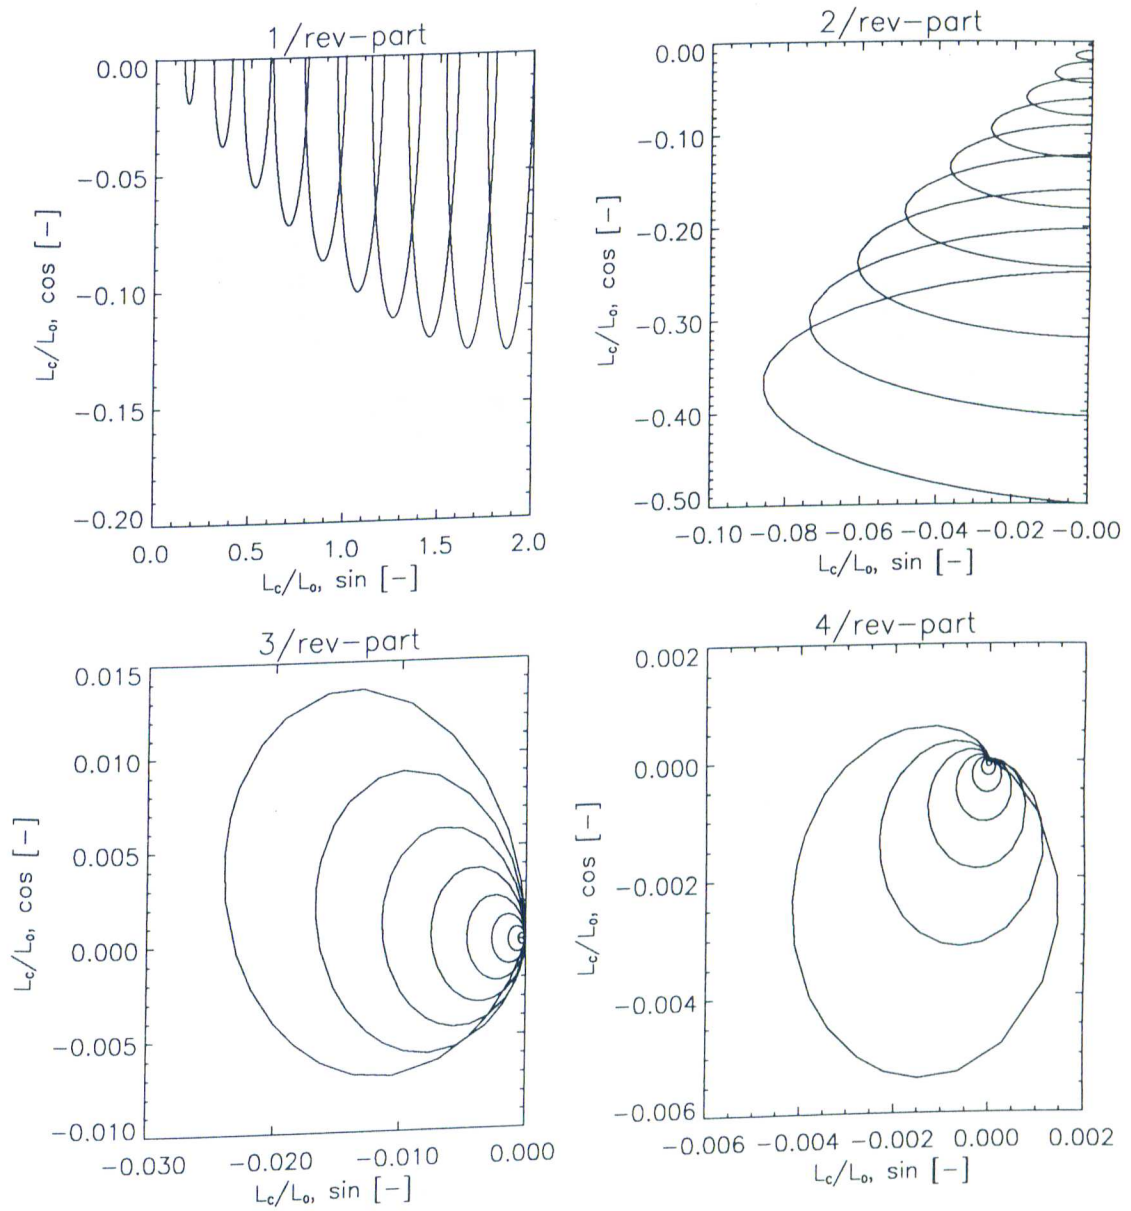 1/rev-part
0.00
-0.05
-0.10
-0.15
-0.20
0.0 0.5 1.0 1.5 2.0
Lc/Lo, sin [-]
Lc/Lo, cos [-]
2/rev-part
0.00
-0.10
-0.20
-0.30
-0.40
-0.50
-0.10 -0.08 -0.06 -0.04 -0.02 -0.00
Lc/Lo, sin [-]
Lc/Lo, cos [-]
3/rev-part
0.015
0.010
0.005
0.000
-0.005
-0.010
-0.030 -0.020 -0.010 0.000
Lc/Lo, sin [-]
Lc/Lo, cos [-]
4/rev-part
0.002
0.000
-0.002
-0.004
-0.006
-0.006 -0.004 -0.002 0.000 0.002
Lc/Lo, sin [-]
Lc/Lo, cos [-]